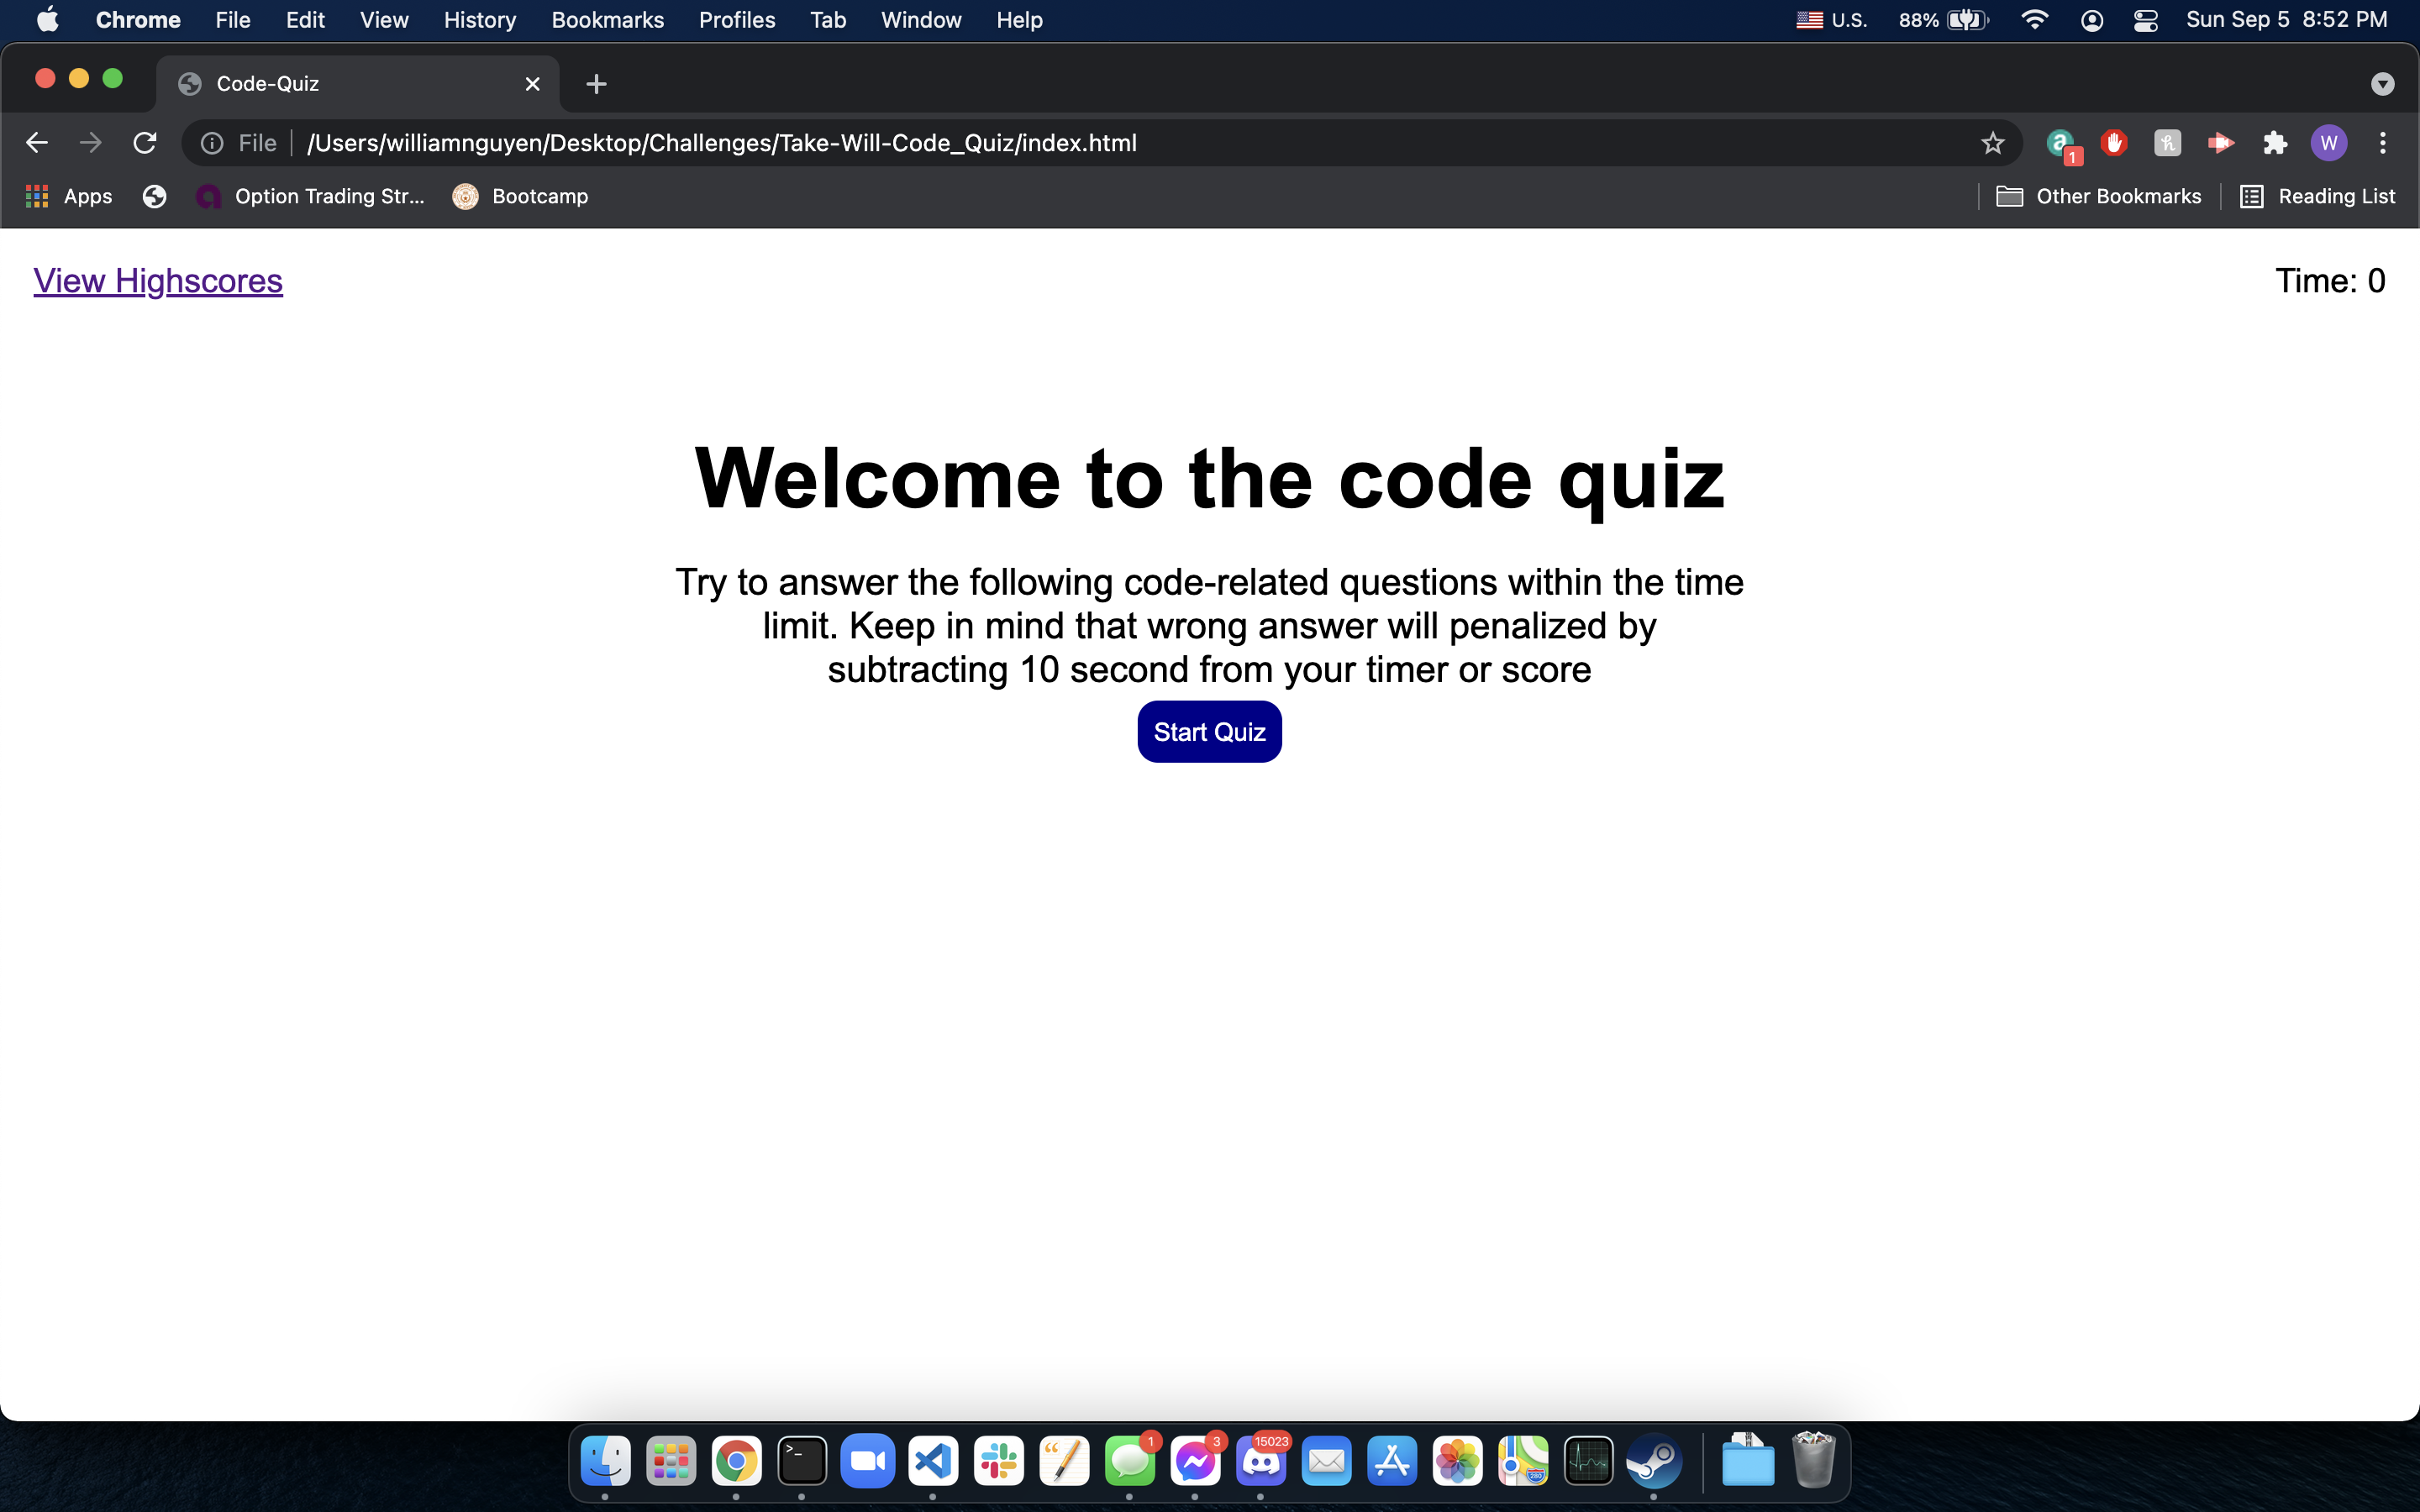 Chrome File Edit View History Bookmarks Profiles Tab Window Help U.S. 88% Sun Sep 5 8:52 PM
Code-Quiz
File /Users/williamnguyen/Desktop/Challenges/Take-Will-Code_Quiz/index.html 1 W
Apps Option Trading Str... Bootcamp Other Bookmarks Reading List
View Highscores Time: 0
Welcome to the code quiz
Try to answer the following code-related questions within the time
limit. Keep in mind that wrong answer will penalized by
subtracting 10 second from your timer or score
Start Quiz
1 3 15023
280